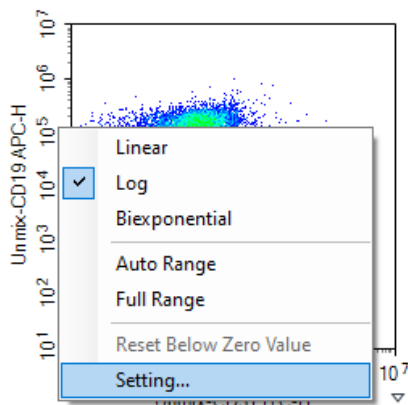 10^7
10^6
10^5
10^4
10^3
10^2
10^1
Unmix-CD19 APC-H
Linear
Log
Biexponential
Auto Range
Full Range
Reset Below Zero Value
Setting...
10^7